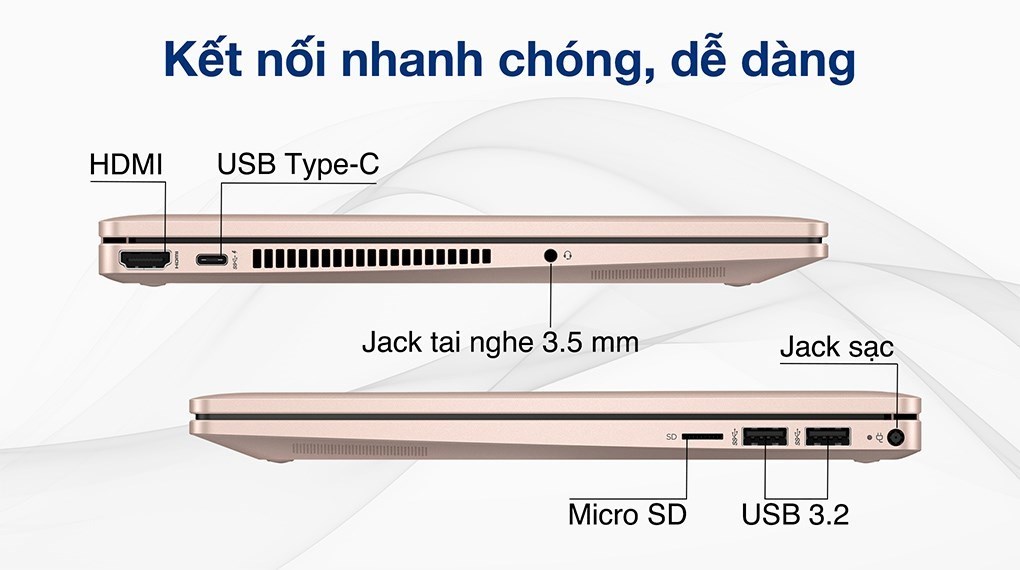 Kết nối nhanh chóng, dễ dàng
HDMI
USB Type-C
HDMI
Jack tai nghe 3.5 mm
Jack sạc
SD
Micro SD
USB 3.2